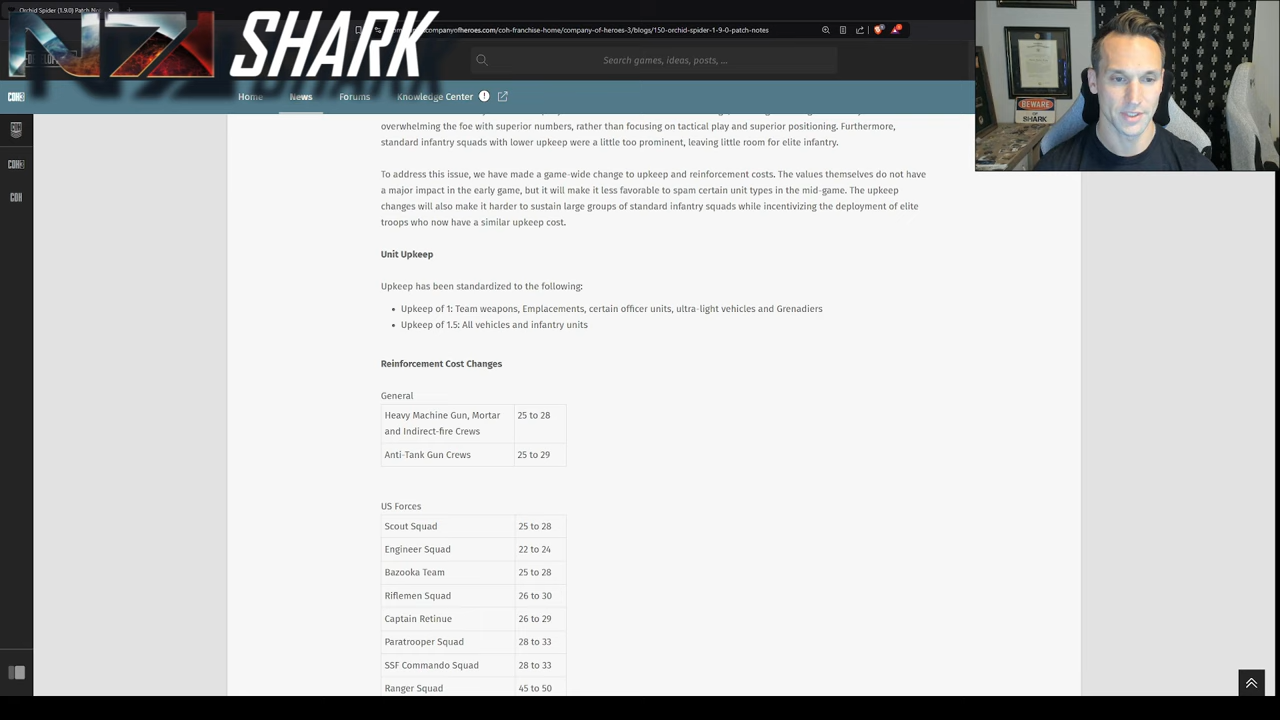 Orchid Spider (1.9.0) Patch Not
N7 SHARK
companyofheroes.com/coh-franchise-home/company-of-heroes-3/blogs/150-orchid-spider-1-9-0-patch-notes
Search games, ideas, posts, ...
COH3
Home
News
Forums
Knowledge Center
BEWARE
OF
SHARK
overwhelming the foe with superior numbers, rather than focusing on tactical play and superior positioning. Furthermore,
standard infantry squads with lower upkeep were a little too prominent, leaving little room for elite infantry.
To address this issue, we have made a game-wide change to upkeep and reinforcement costs. The values themselves do not have
a major impact in the early game, but it will make it less favorable to spam certain unit types in the mid-game. The upkeep
changes will also make it harder to sustain large groups of standard infantry squads while incentivizing the deployment of elite
troops who now have a similar upkeep cost.
Unit Upkeep
Upkeep has been standardized to the following:
• Upkeep of 1: Team weapons, Emplacements, certain officer units, ultra-light vehicles and Grenadiers
• Upkeep of 1.5: All vehicles and infantry units
Reinforcement Cost Changes
General
Heavy Machine Gun, Mortar
and Indirect-fire Crews
25 to 28
Anti-Tank Gun Crews 25 to 29
US Forces
Scout Squad 25 to 28
Engineer Squad 22 to 24
Bazooka Team 25 to 28
Riflemen Squad 26 to 30
Captain Retinue 26 to 29
Paratrooper Squad 28 to 33
SSF Commando Squad 28 to 33
Ranger Squad 45 to 50
COH3
COH